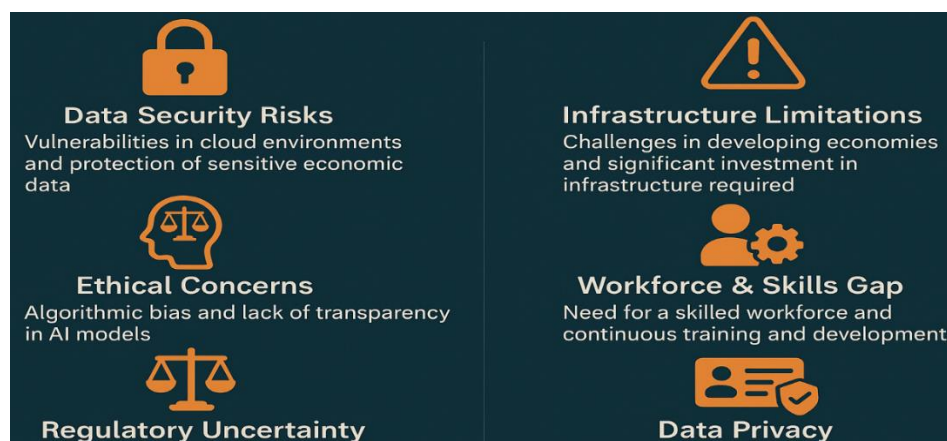 Data Security Risks
Vulnerabilities in cloud environments
and protection of sensitive economic
data
Ethical Concerns
Algorithmic bias and lack of transparency
in AI models
Regulatory Uncertainty
Infrastructure Limitations
Challenges in developing economies
and significant investment in
infrastructure required
Workforce & Skills Gap
Need for a skilled workforce and
continuous training and development
Data Privacy